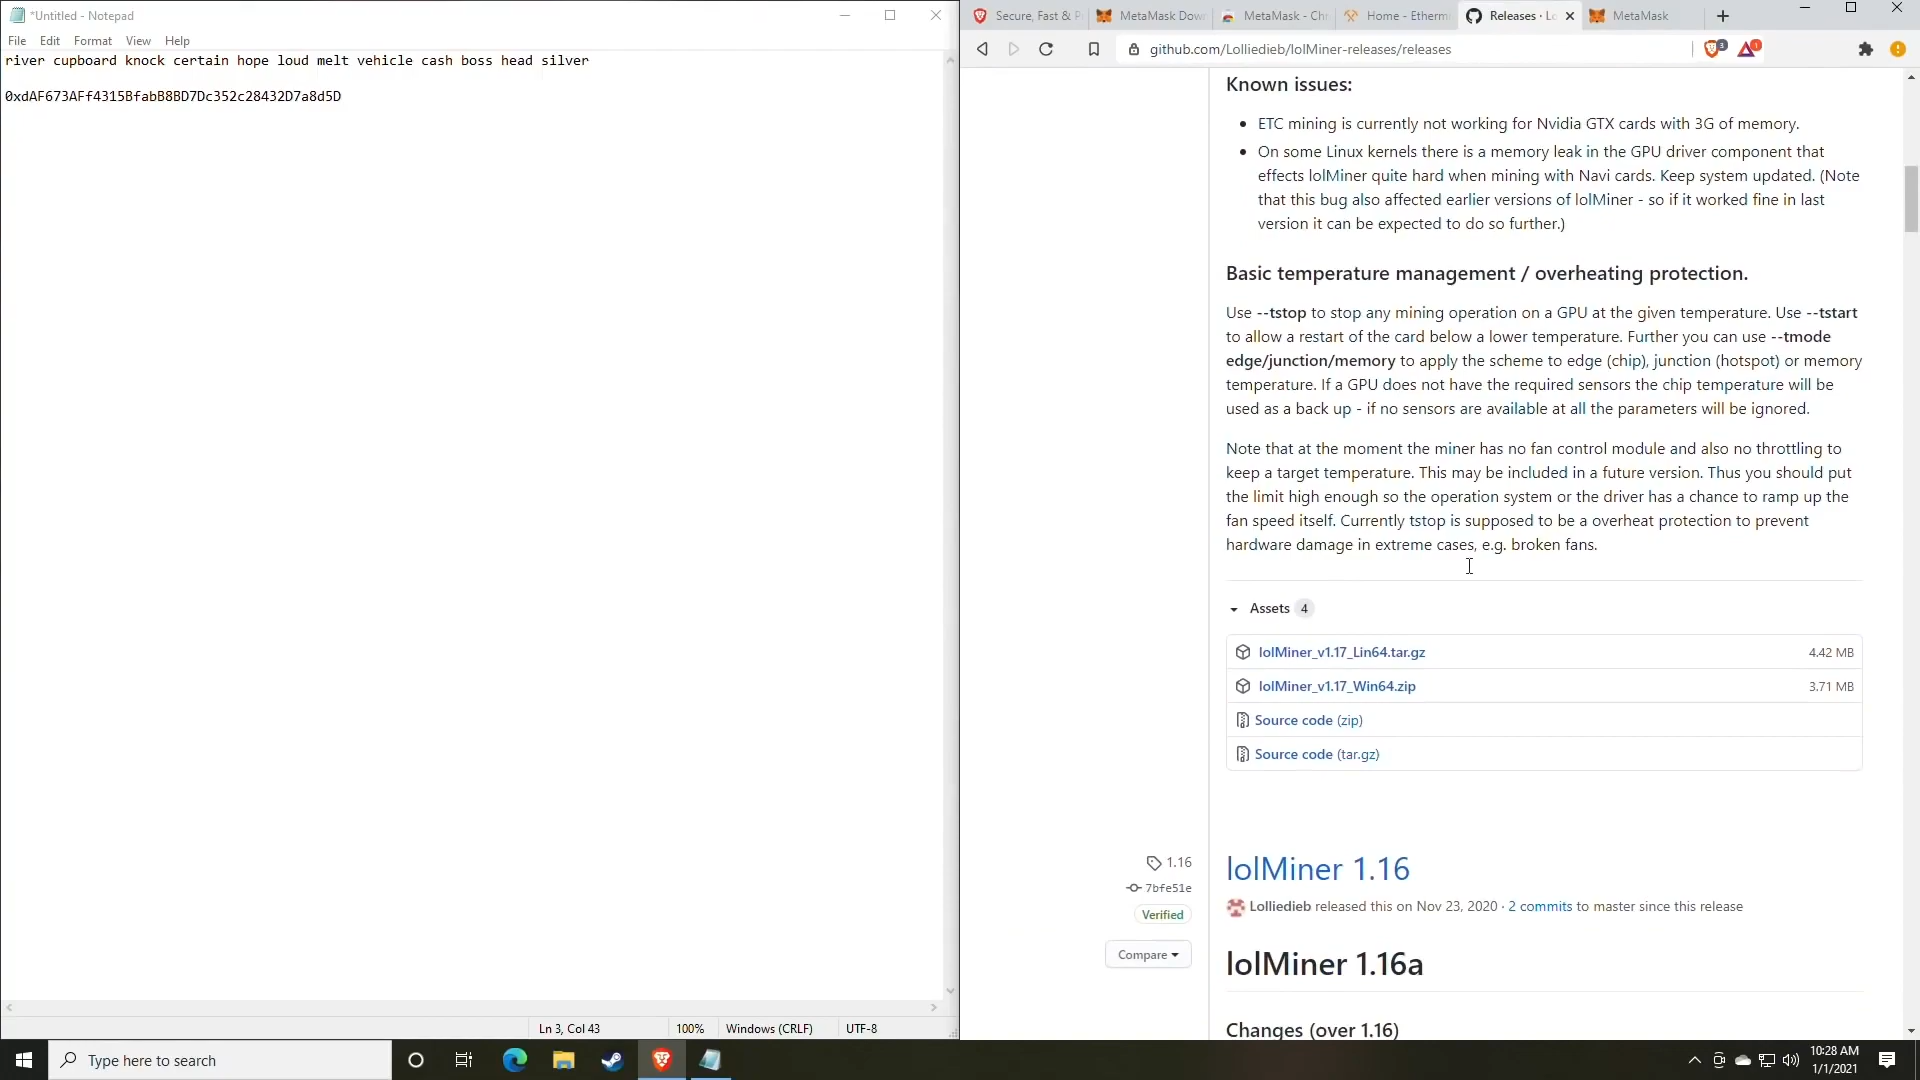 *Untitled - Notepad
File Edit Format View Help
river cupboard knock certain hope loud melt vehicle cash boss head silver
0xdAF673AFf4315BfabB8BD7Dc352c28432D7a8d5D
Ln 3, Col 43 100% Windows (CRLF) UTF-8
Secure, Fast & P MetaMask Dow MetaMask - Ch Home - Etherm Releases · Lo MetaMask
github.com/Lolliedieb/lolMiner-releases/releases
3 1
Known issues:
ETC mining is currently not working for Nvidia GTX cards with 3G of memory.
On some Linux kernels there is a memory leak in the GPU driver component that
effects lolMiner quite hard when mining with Navi cards. Keep system updated. (Note
that this bug also affected earlier versions of lolMiner - so if it worked fine in last
version it can be expected to do so further.)
Basic temperature management / overheating protection.
Use --tstop to stop any mining operation on a GPU at the given temperature. Use --tstart
to allow a restart of the card below a lower temperature. Further you can use --tmode
edge/junction/memory to apply the scheme to edge (chip), junction (hotspot) or memory
temperature. If a GPU does not have the required sensors the chip temperature will be
used as a back up - if no sensors are available at all the parameters will be ignored.
Note that at the moment the miner has no fan control module and also no throttling to
keep a target temperature. This may be included in a future version. Thus you should put
the limit high enough so the operation system or the driver has a chance to ramp up the
fan speed itself. Currently tstop is supposed to be a overheat protection to prevent
hardware damage in extreme cases, e.g. broken fans.
Assets 4
lolMiner_v1.17_Lin64.tar.gz 4.42 MB
lolMiner_v1.17_Win64.zip 3.71 MB
Source code (zip)
Source code (tar.gz)
1.16
7bfe51e
Verified
Compare
lolMiner 1.16
Lolliedieb released this on Nov 23, 2020 · 2 commits to master since this release
lolMiner 1.16a
Changes (over 1.16)
Type here to search
10:28 AM
1/1/2021